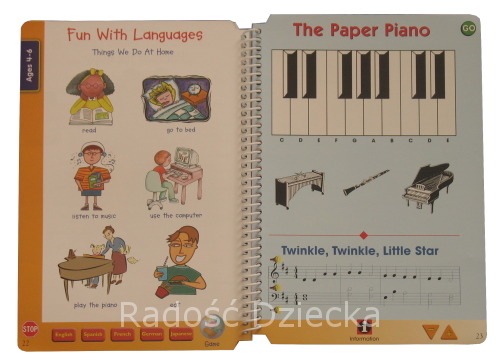 Ages 4-6
Fun With Languages
Things We Do At Home
read
go to bed
listen to music
use the computer
play the piano
eat
STOP
English
Spanish
French
German
Japanese
Game
22
The Paper Piano
GO
C D E F G A B C D E
Twinkle, Twinkle, Little Star
Information
23
Radość Dziecka